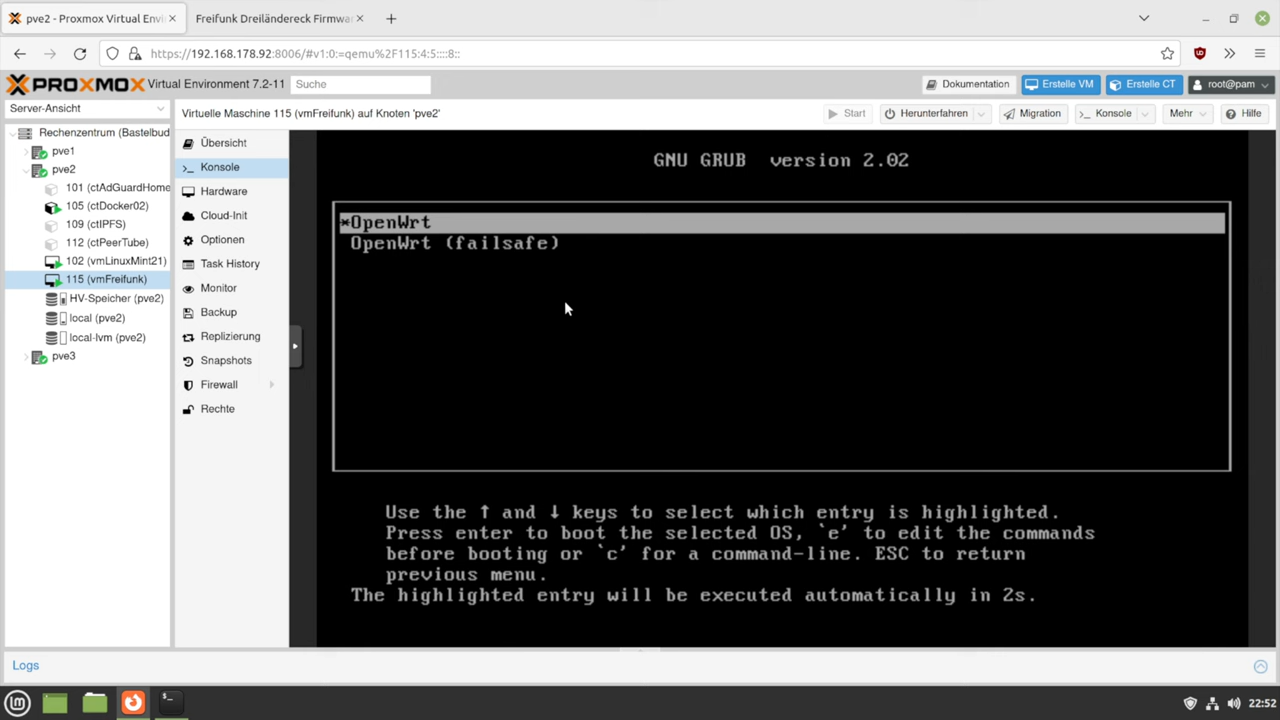 pve2 - Proxmox Virtual Envi
Freifunk Dreiländereck Firmwa
https://192.168.178.92:8006/#v1:0:=qemu%2F115:4:5::::8::
PROXMOX Virtual Environment 7.2-11
Suche
Dokumentation
Erstelle VM
Erstelle CT
root@pam
Server-Ansicht
Virtuelle Maschine 115 (vmFreifunk) auf Knoten 'pve2'
Start
Herunterfahren
Migration
Konsole
Mehr
Hilfe
Rechenzentrum (Bastelbud
pve1
pve2
101 (ctAdGuardHome
105 (ctDocker02)
109 (ctIPFS)
112 (ctPeerTube)
102 (vmLinuxMint21)
115 (vmFreifunk)
HV-Speicher (pve2)
local (pve2)
local-lvm (pve2)
pve3
Übersicht
Konsole
Hardware
Cloud-Init
Optionen
Task History
Monitor
Backup
Replizierung
Snapshots
Firewall
Rechte
GNU GRUB version 2.02
*OpenWrt
OpenWrt (failsafe)
Use the ↑ and ↓ keys to select which entry is highlighted.
Press enter to boot the selected OS, `e' to edit the commands
before booting or `c' for a command-line. ESC to return
previous menu.
The highlighted entry will be executed automatically in 2s.
Logs
22:52